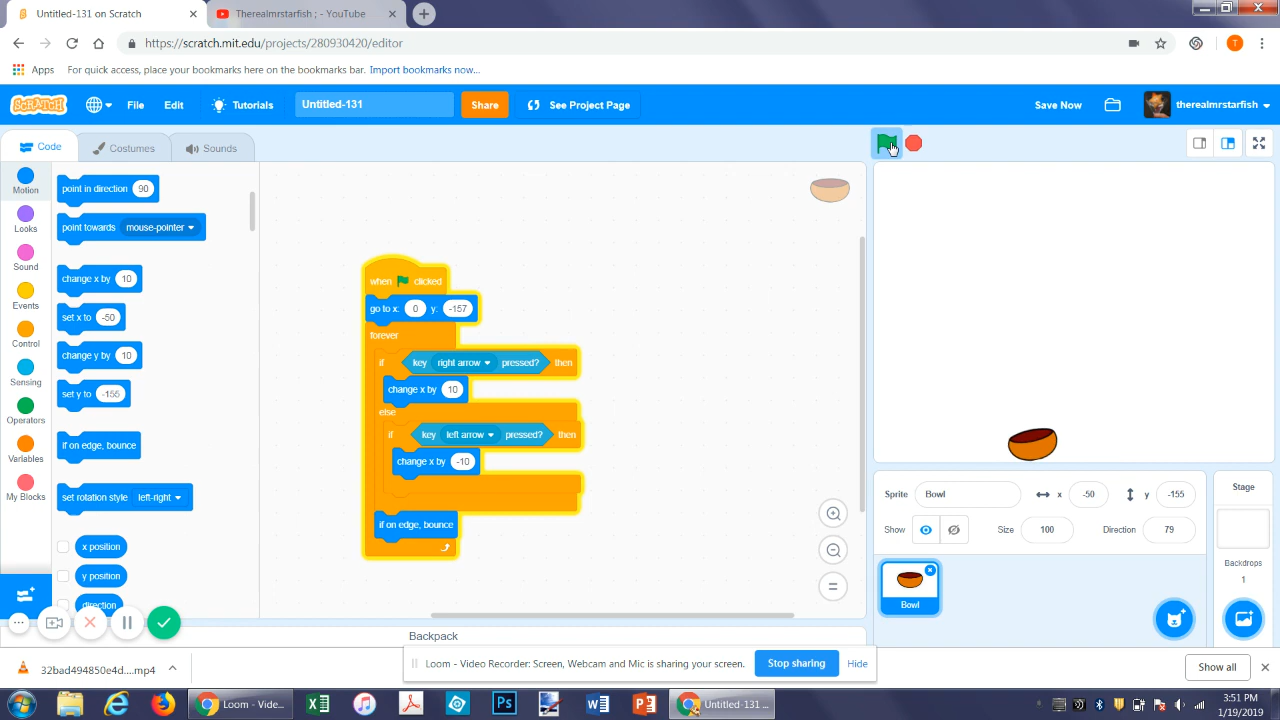 Untitled-131 on Scratch
Therealmrstarfish ; - YouTube
https://scratch.mit.edu/projects/280930420/editor
T
Apps
For quick access, place your bookmarks here on the bookmarks bar. Import bookmarks now...
SCRATCH
File
Edit
Tutorials
Untitled-131
Share
See Project Page
Save Now
therealmrstarfish
Code
Costumes
Sounds
Motion
Looks
Sound
Events
Control
Sensing
Operators
Variables
My Blocks
point in direction 90
point towards mouse-pointer
change x by 10
set x to -50
change y by 10
set y to -155
if on edge, bounce
set rotation style left-right
x position
y position
direction
when clicked
go to x: 0 y: -157
forever
if key right arrow pressed? then
change x by 10
else
if key left arrow pressed? then
change x by -10
if on edge, bounce
Sprite Bowl
x -50
y -155
Show
Size 100
Direction 79
Bowl
Stage
Backdrops
1
Backpack
32bad494850e4d....mp4
Loom - Video Recorder: Screen, Webcam and Mic is sharing your screen.
Stop sharing
Hide
Show all
Loom - Vide...
Ps
Untitled-131 ...
3:51 PM
1/19/2019